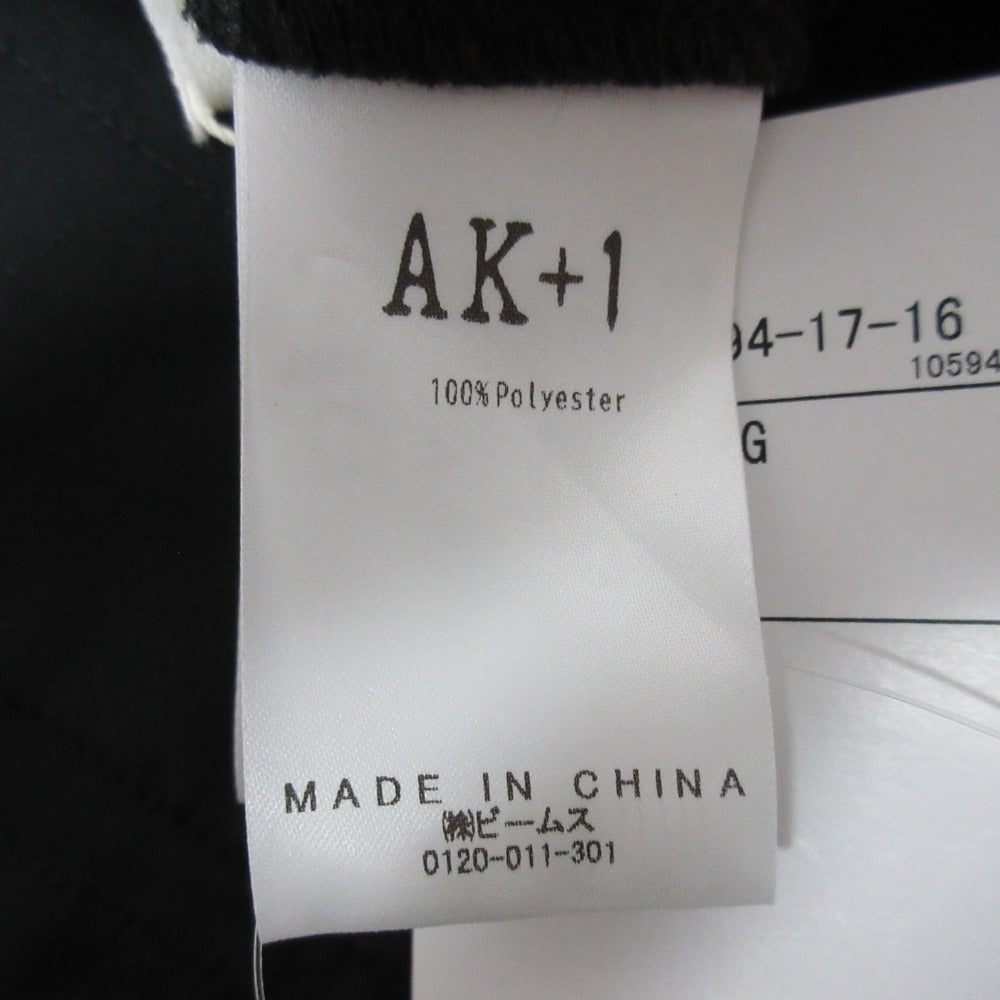 AK+1
100%Polyester
94-17-16
10594
G
MADE IN CHINA
㈱ビームス
0120-011-301